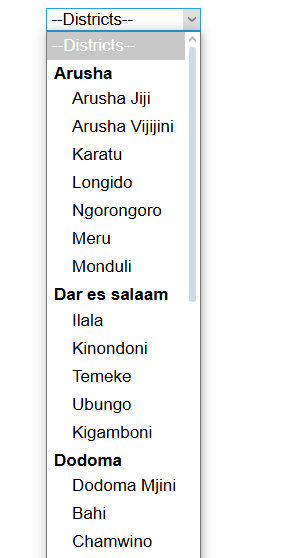 --Districts--
--Districts--
Arusha
Arusha Jiji
Arusha Vijijini
Karatu
Longido
Ngorongoro
Meru
Monduli
Dar es salaam
Ilala
Kinondoni
Temeke
Ubungo
Kigamboni
Dodoma
Dodoma Mjini
Bahi
Chamwino